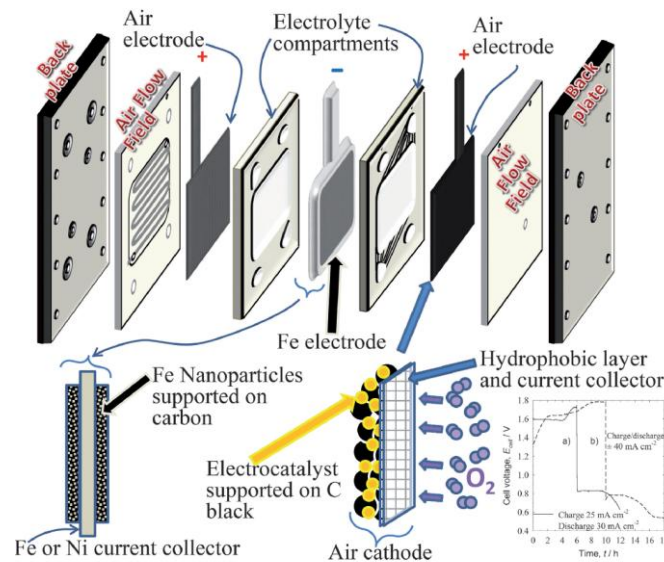 Air
electrode
Electrolyte
compartments
Air
electrode
Back
plate
Air Flow
Field
+
-
+
Air
Flow
Field
Back
plate
Fe electrode
Fe Nanoparticles
supported on
carbon
Hydrophobic layer
and current collector
Electrocatalyst
supported on C
black
O2
Fe or Ni current collector
Air cathode
Cell voltage, Ecell / V
1.8
1.6
1.4
1.2
1.0
0.8
0.6
a)
b)
Charge/discharge
= 40 mA cm-2
Charge 25 mA cm-2
Discharge 30 mA cm-2
0 2 4 6 8 10 12 14 16 18
Time, t / h